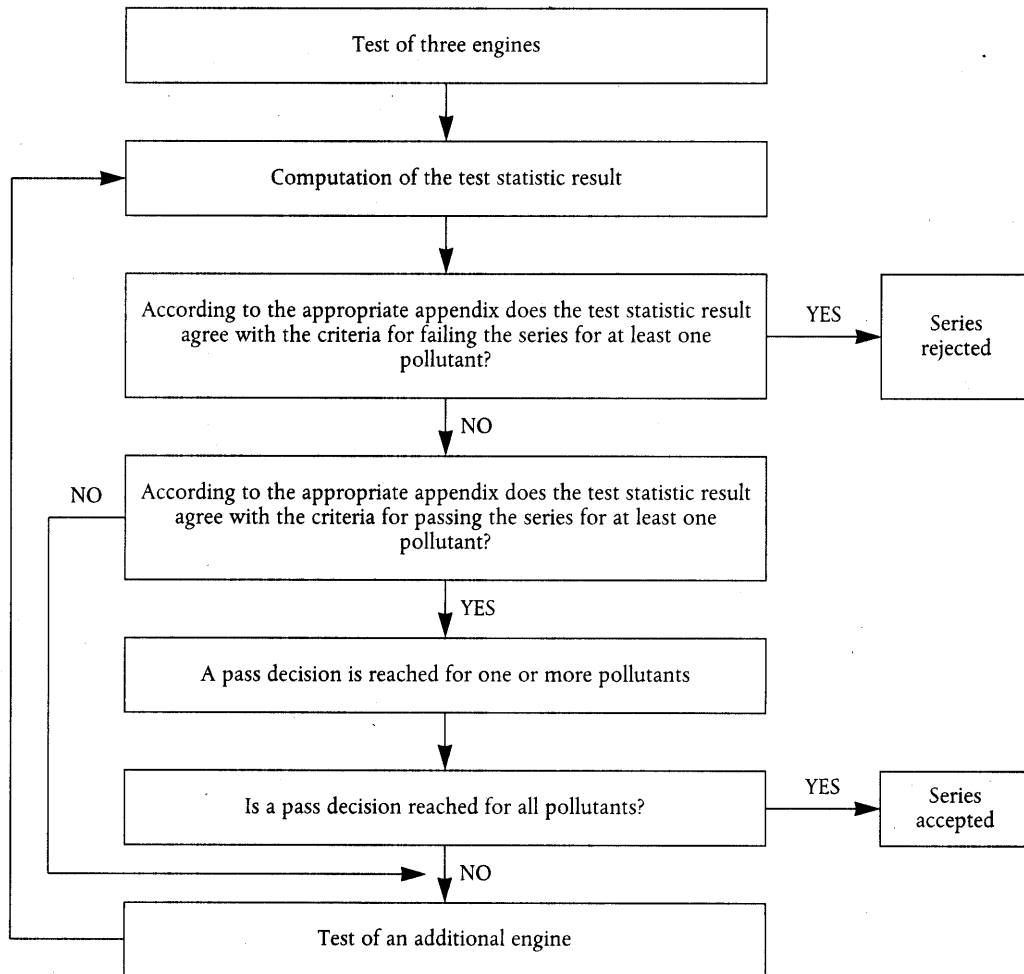 Test of three engines
Computation of the test statistic result
According to the appropriate appendix does the test statistic result
agree with the criteria for failing the series for at least one
pollutant?
YES
Series
rejected
NO
NO
According to the appropriate appendix does the test statistic result
agree with the criteria for passing the series for at least one
pollutant?
YES
A pass decision is reached for one or more pollutants
Is a pass decision reached for all pollutants?
YES
Series
accepted
NO
Test of an additional engine